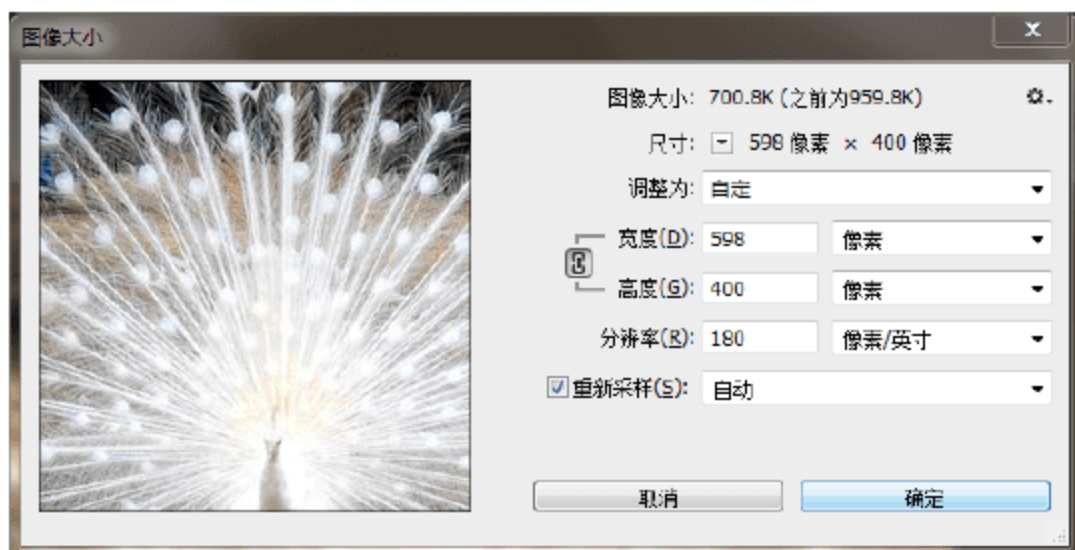 图像大小
图像大小: 700.8K (之前为959.8K)
尺寸: 598 像素 × 400 像素
调整为: 自定
宽度(D): 598 像素
高度(G): 400 像素
分辨率(R): 180 像素/英寸
重新采样(S): 自动
取消 确定